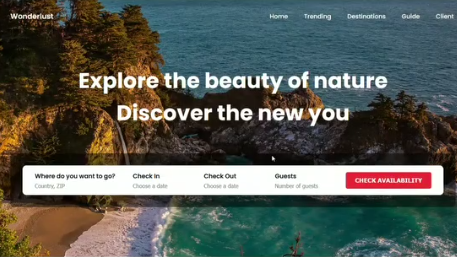 Wonderlust
Home Trending Destinations Guide Client
Explore the beauty of nature
Discover the new you
Where do you want to go? Check In Check Out Guests
Country, ZIP Choose a date Choose a date Number of guests
CHECK AVAILABILITY